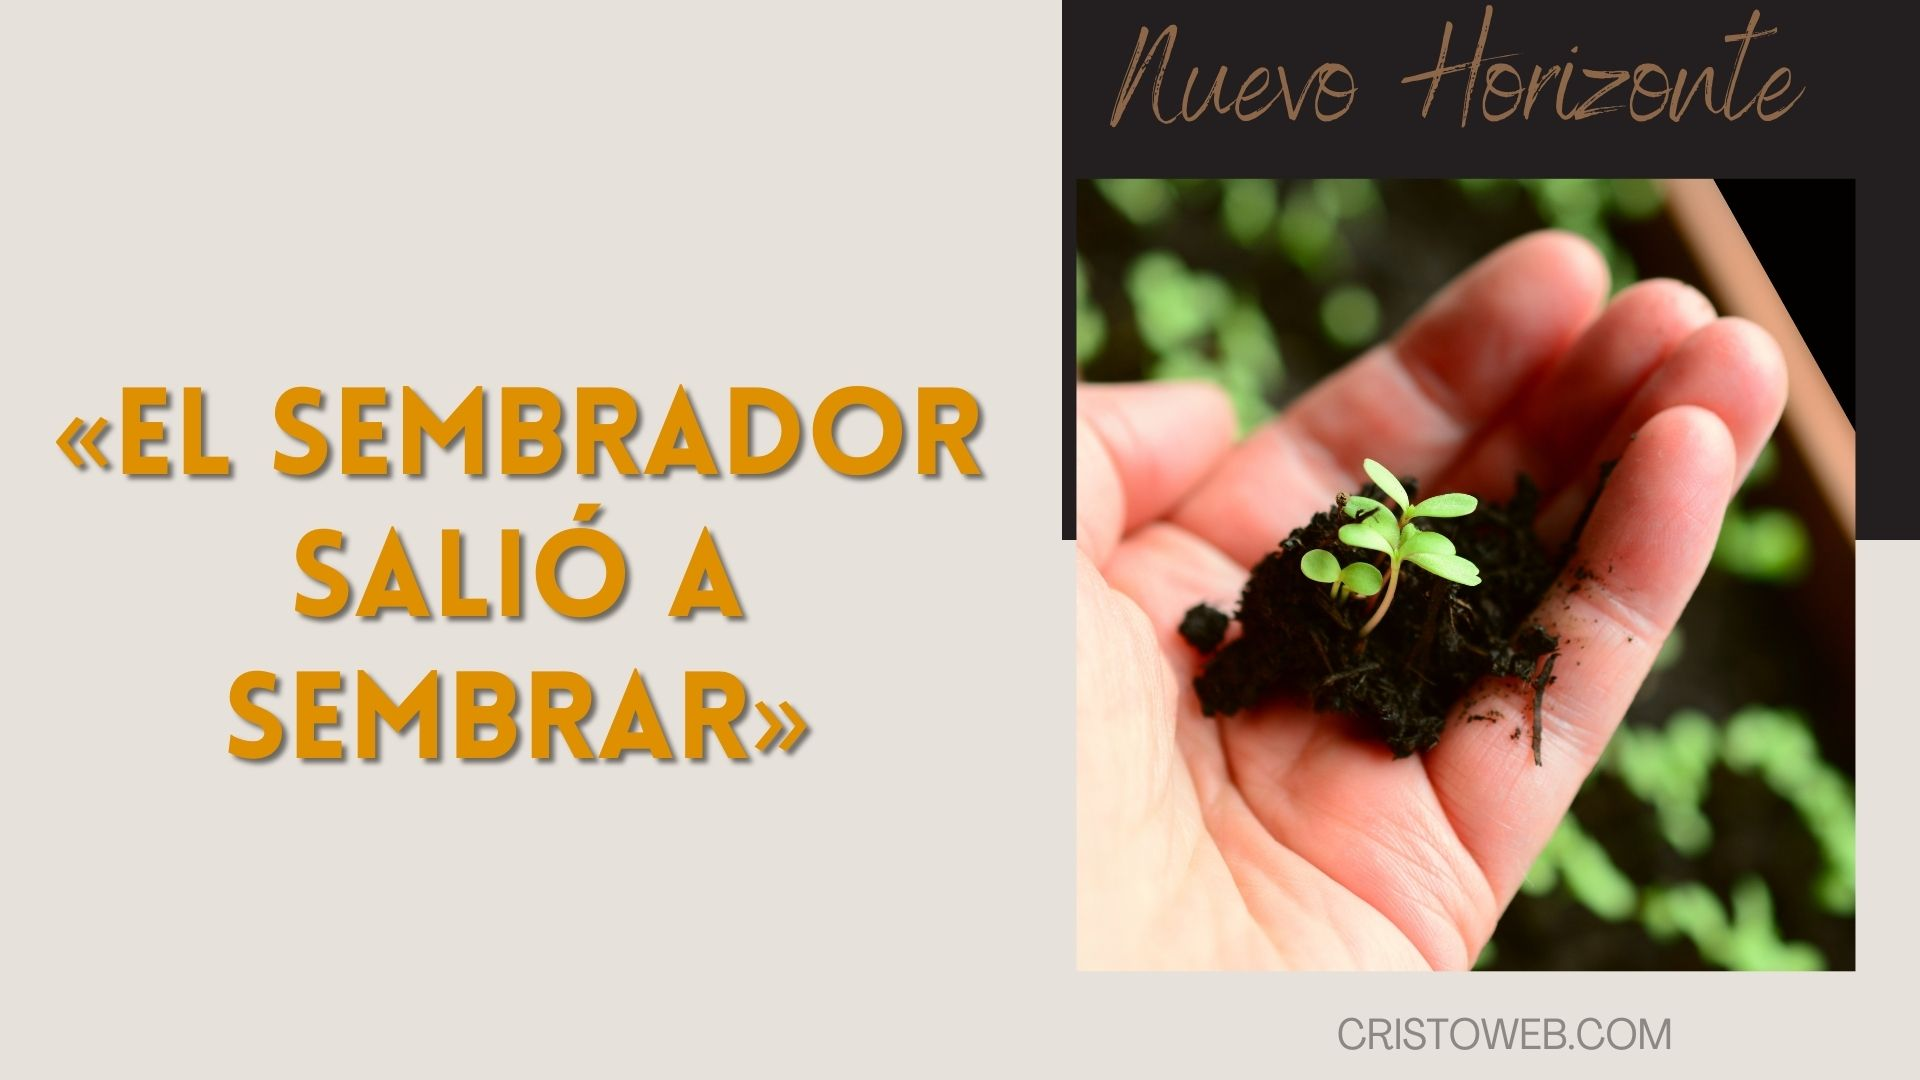 Nuevo Horizonte
«EL SEMBRADOR
SALIÓ A
SEMBRAR»
CRISTOWEB.COM